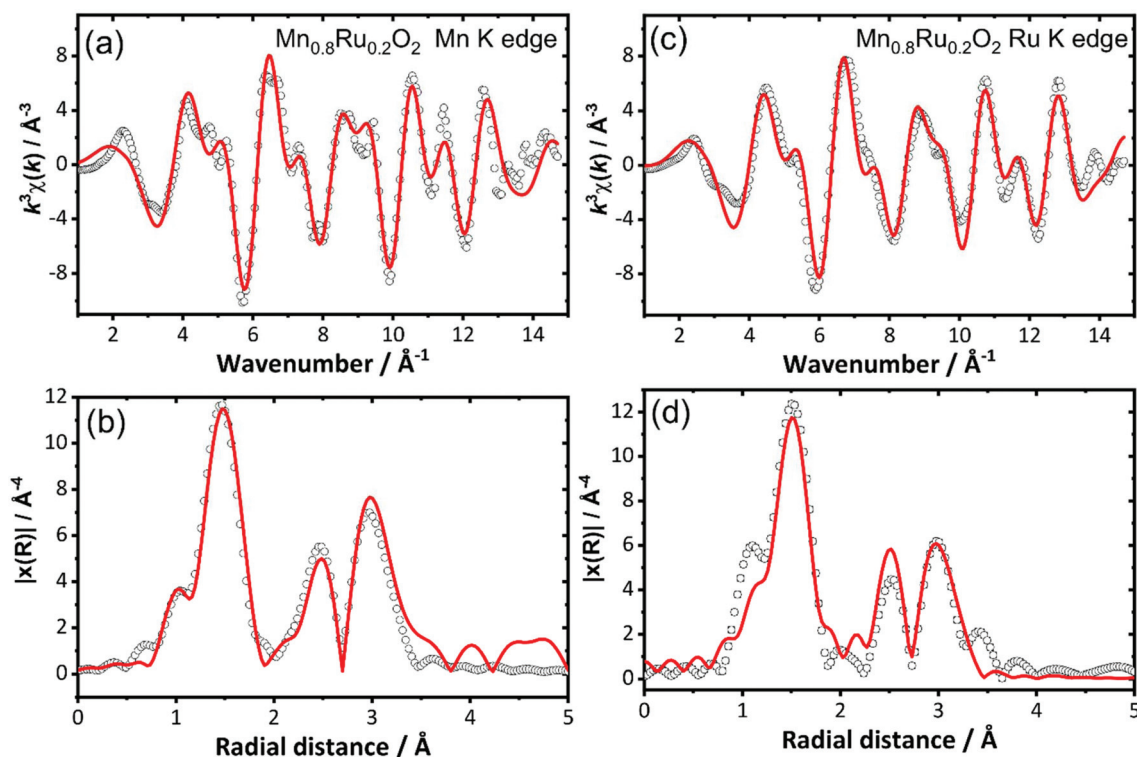 (a) Mn0.8Ru0.2O2 Mn K edge
8
4
0
-4
-8
k3χ(k) / Å-3
2 4 6 8 10 12 14
Wavenumber / Å-1
(c) Mn0.8Ru0.2O2 Ru K edge
8
4
0
-4
-8
k3χ(k) / Å-3
2 4 6 8 10 12 14
Wavenumber / Å-1
(b)
12
10
8
6
4
2
0
|x(R)| / Å-4
0 1 2 3 4 5
Radial distance / Å
(d)
12
10
8
6
4
2
0
|x(R)| / Å-4
0 1 2 3 4 5
Radial distance / Å